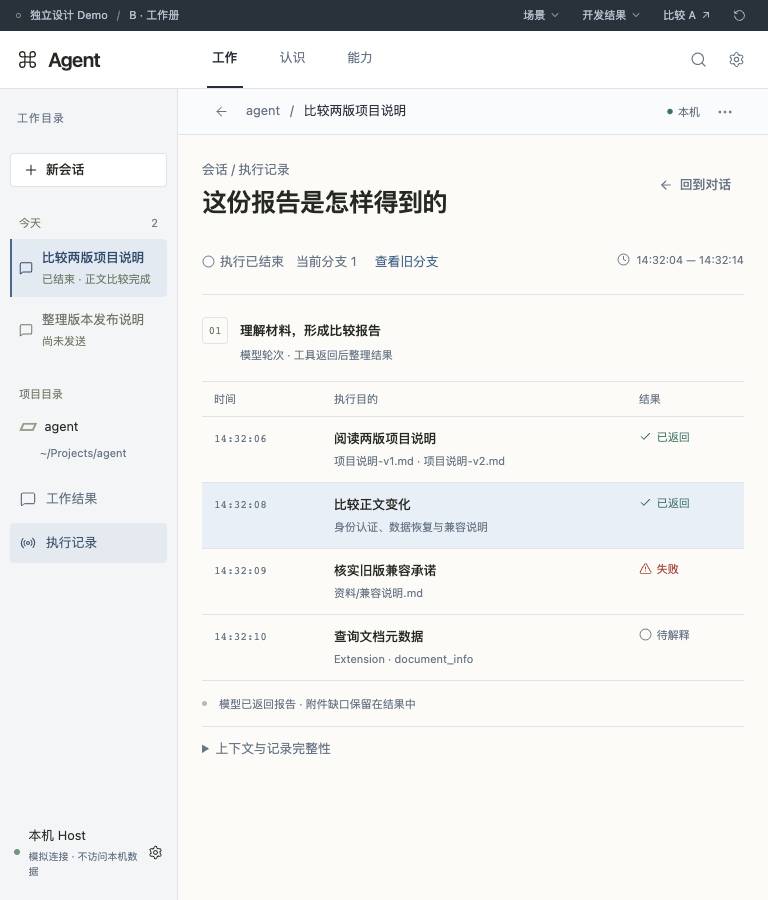 独立设计 Demo / B · 工作册
场景
开发结果
比较 A
Agent
工作
认识
能力
工作目录
agent / 比较两版项目说明
本机
新会话
今天 2
比较两版项目说明
已结束 · 正文比较完成
整理版本发布说明
尚未发送
项目目录
agent
~/Projects/agent
工作结果
执行记录
本机 Host
模拟连接 · 不访问本机数
据
会话 / 执行记录
这份报告是怎样得到的
回到对话
执行已结束 当前分支 1 查看旧分支
14:32:04 — 14:32:14
01 理解材料，形成比较报告
模型轮次 · 工具返回后整理结果
时间 执行目的 结果
14:32:06 阅读两版项目说明 已返回
项目说明-v1.md · 项目说明-v2.md
14:32:08 比较正文变化 已返回
身份认证、数据恢复与兼容说明
14:32:09 核实旧版兼容承诺 失败
资料/兼容说明.md
14:32:10 查询文档元数据 待解释
Extension · document_info
模型已返回报告 · 附件缺口保留在结果中
上下文与记录完整性